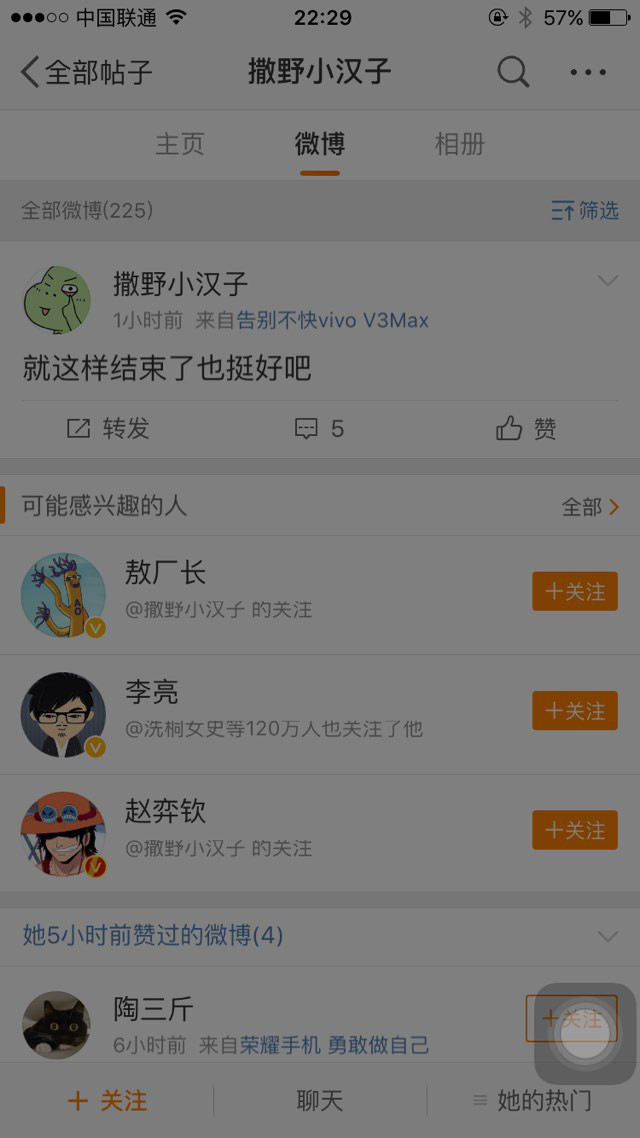 中国联通 22:29 57%
全部帖子 撒野小汉子
主页 微博 相册
全部微博(225) 筛选
撒野小汉子
1小时前 来自告别不快vivo V3Max
就这样结束了也挺好吧
转发 5 赞
可能感兴趣的人 全部
敖厂长
@撒野小汉子 的关注
+关注
李亮
@洗桐女史等120万人也关注了他
+关注
赵弈钦
@撒野小汉子 的关注
+关注
她5小时前赞过的微博(4)
陶三斤
6小时前 来自荣耀手机 勇敢做自己
+关注
+ 关注 聊天 她的热门